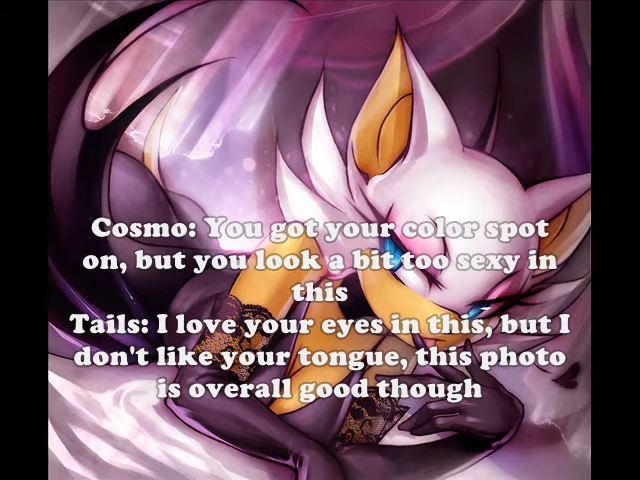 Cosmo: You got your color spot
on, but you look a bit too sexy in
this
Tails: I love your eyes in this, but I
don't like your tongue, this photo
is overall good though